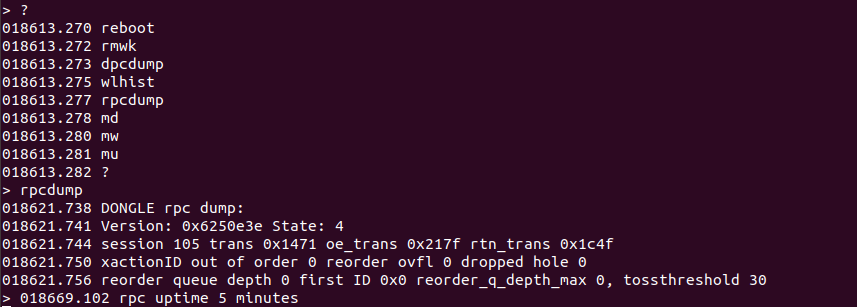 > ?
018613.270 reboot
018613.272 rmwk
018613.273 dpcdump
018613.275 wlhist
018613.277 rpcdump
018613.278 md
018613.280 mw
018613.281 mu
018613.282 ?
> rpcdump
018621.738 DONGLE rpc dump:
018621.741 Version: 0x6250e3e State: 4
018621.744 session 105 trans 0x1471 oe_trans 0x217f rtn_trans 0x1c4f
018621.750 xactionID out of order 0 reorder ovfl 0 dropped hole 0
018621.756 reorder queue depth 0 first ID 0x0 reorder_q_depth_max 0, tossthreshold 30
> 018669.102 rpc uptime 5 minutes